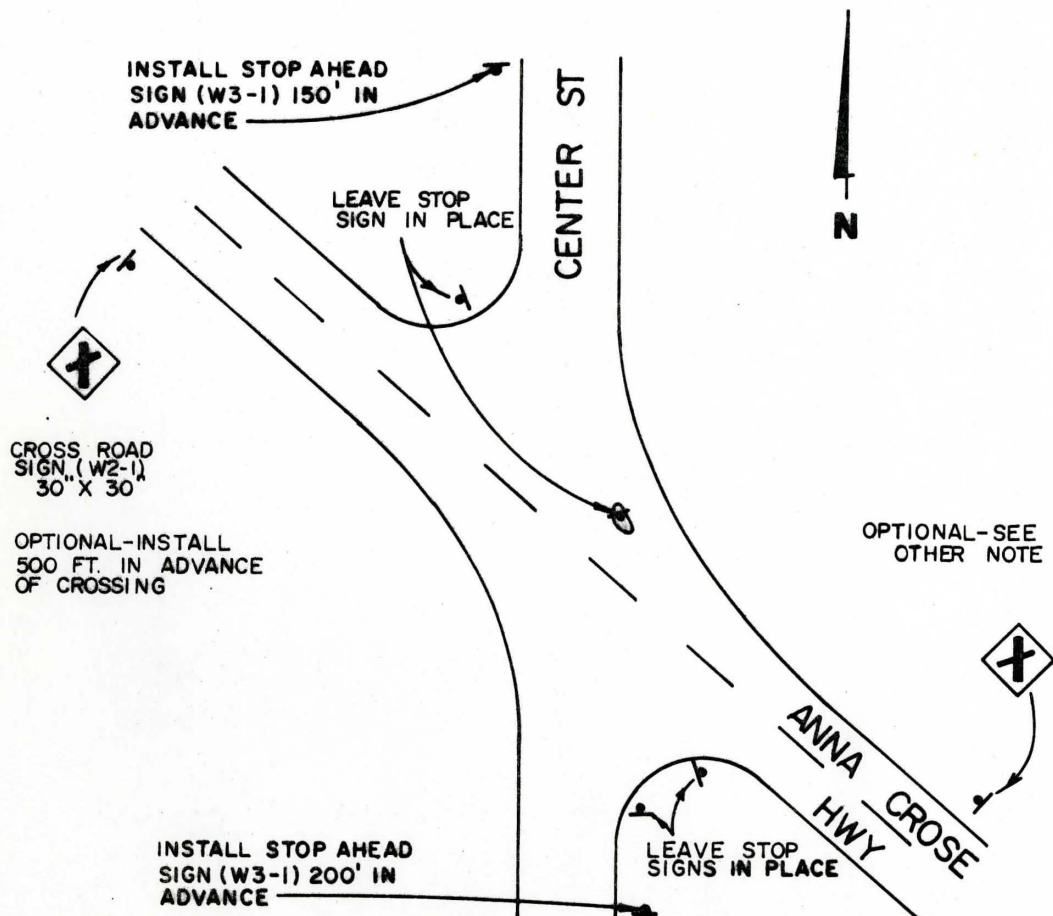 INSTALL STOP AHEAD
SIGN (W3-1) 150' IN
ADVANCE
CENTER ST
LEAVE STOP
SIGN IN PLACE
N
CROSS ROAD
SIGN (W2-1)
30" X 30"
OPTIONAL-INSTALL
500 FT. IN ADVANCE
OF CROSSING
OPTIONAL-SEE
OTHER NOTE
ANNA CROSE
HWY
INSTALL STOP AHEAD
SIGN (W3-1) 200' IN
ADVANCE
LEAVE STOP
SIGNS IN PLACE